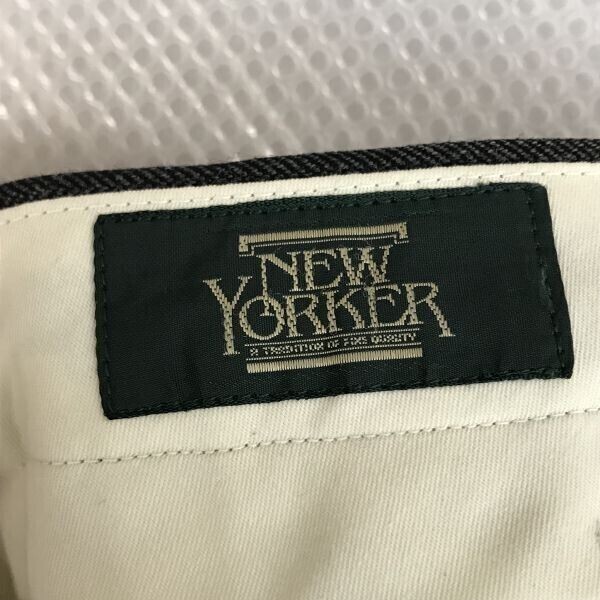 NEW
YORKER
A TRADITION OF FINE QUALITY